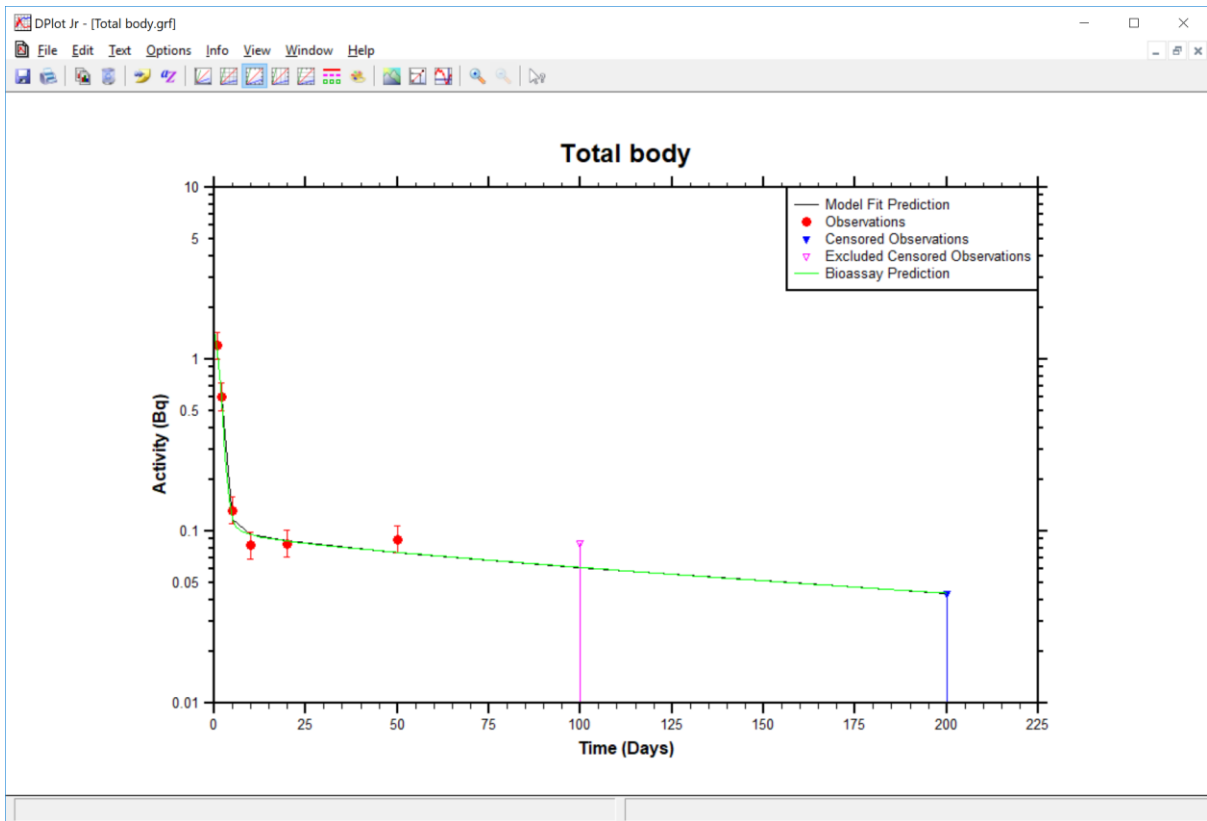 DPlot Jr - [Total body.grf]
File Edit Text Options Info View Window Help
Total body
10
5
1
0.5
0.1
0.05
0.01
Activity (Bq)
Model Fit Prediction
Observations
Censored Observations
Excluded Censored Observations
Bioassay Prediction
0 25 50 75 100 125 150 175 200 225
Time (Days)